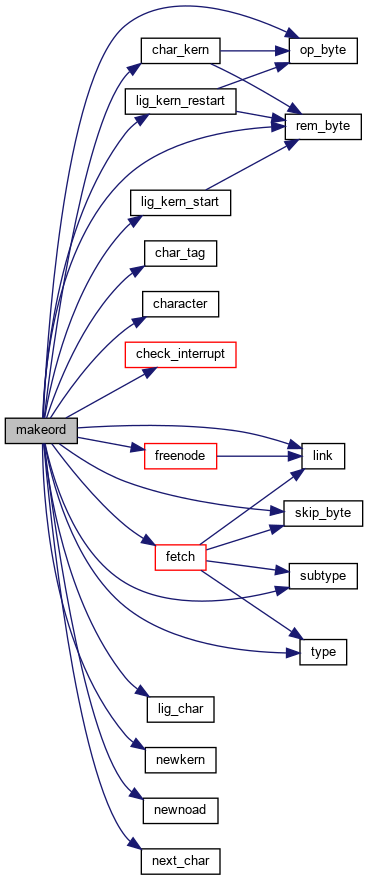 op_byte
char_kern
lig_kern_restart
rem_byte
lig_kern_start
char_tag
character
check_interrupt
makeord
freenode
link
skip_byte
fetch
subtype
type
lig_char
newkern
newnoad
next_char